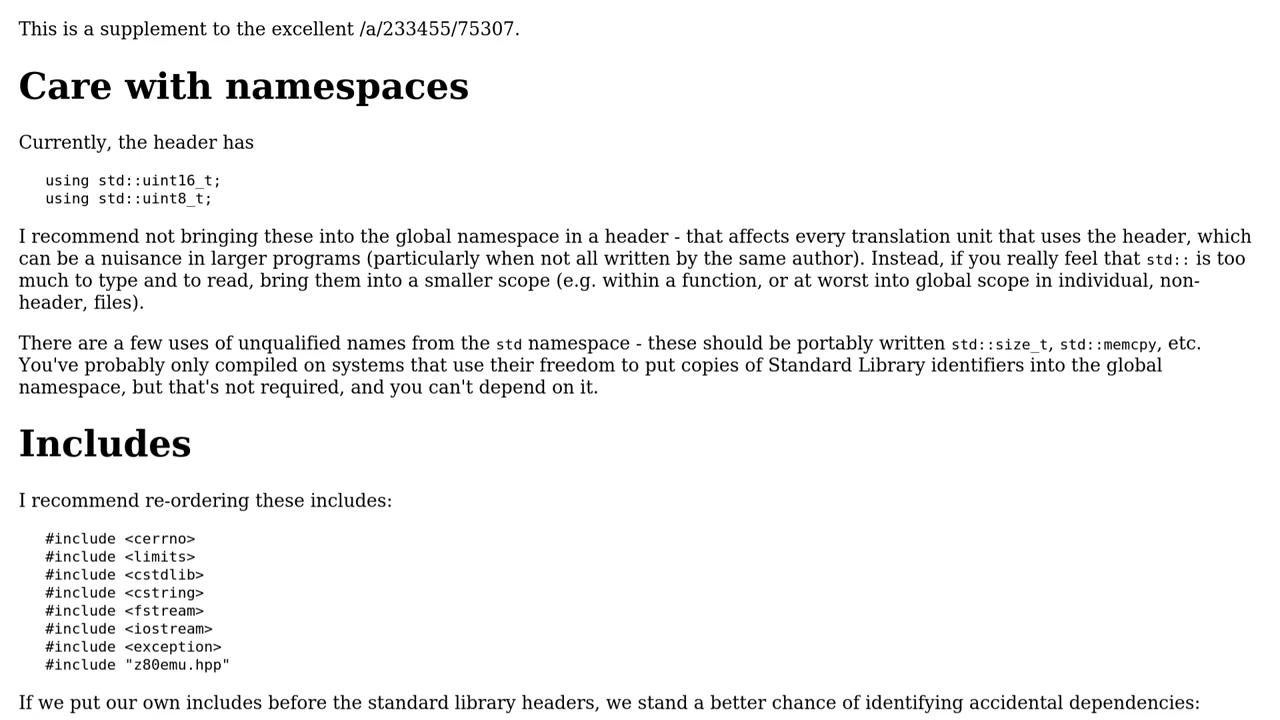 This is a supplement to the excellent /a/233455/75307.
Care with namespaces
Currently, the header has
using std::uint16_t;
using std::uint8_t;
I recommend not bringing these into the global namespace in a header - that affects every translation unit that uses the header, which
can be a nuisance in larger programs (particularly when not all written by the same author). Instead, if you really feel that std:: is too
much to type and to read, bring them into a smaller scope (e.g. within a function, or at worst into global scope in individual, non-
header, files).
There are a few uses of unqualified names from the std namespace - these should be portably written std::size_t, std::memcpy, etc.
You've probably only compiled on systems that use their freedom to put copies of Standard Library identifiers into the global
namespace, but that's not required, and you can't depend on it.
Includes
I recommend re-ordering these includes:
#include <cerrno>
#include <limits>
#include <cstdlib>
#include <cstring>
#include <fstream>
#include <iostream>
#include <exception>
#include "z80emu.hpp"
If we put our own includes before the standard library headers, we stand a better chance of identifying accidental dependencies: